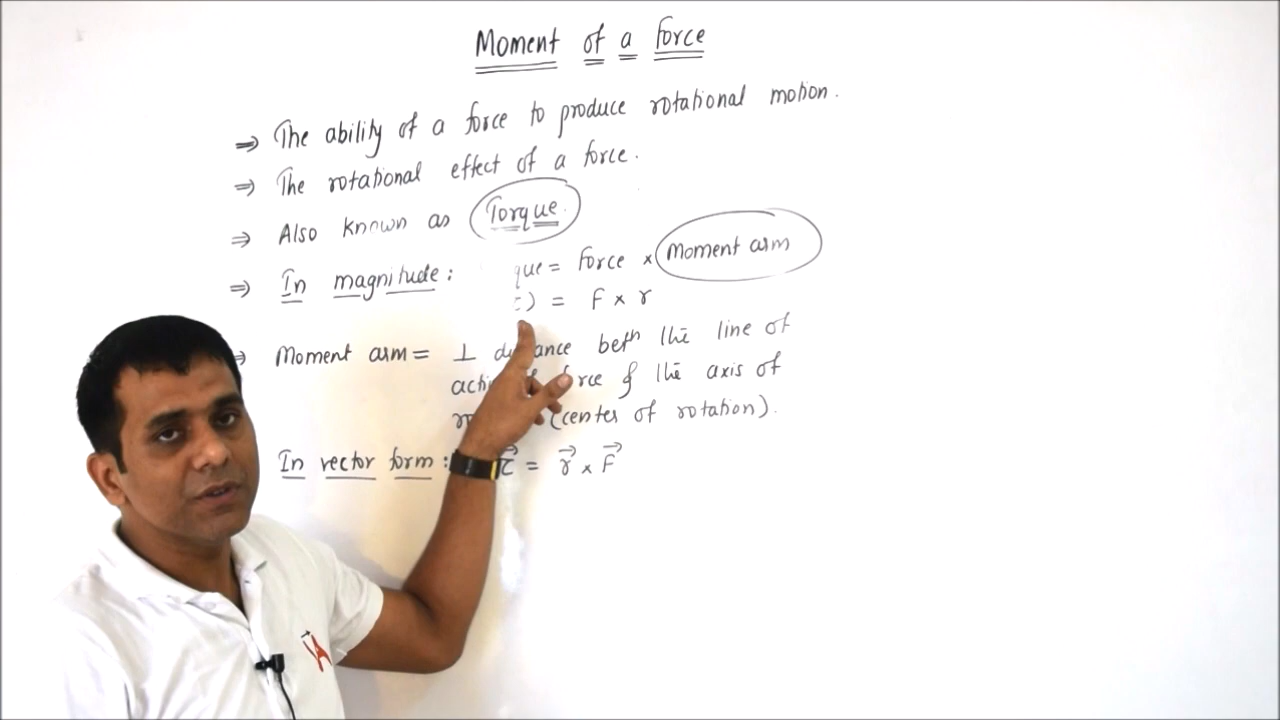 Moment of a force
⇒ The ability of a force to produce rotational motion.
⇒ The rotational effect of a force.
⇒ Also known as Torque.
⇒ In magnitude: que = force × Moment arm
) = F × r
⇒ Moment arm = ⊥ distance betn the line of
acti rce & the axis of
(center of rotation).
In vector form: τ⃗ = r⃗ × F⃗